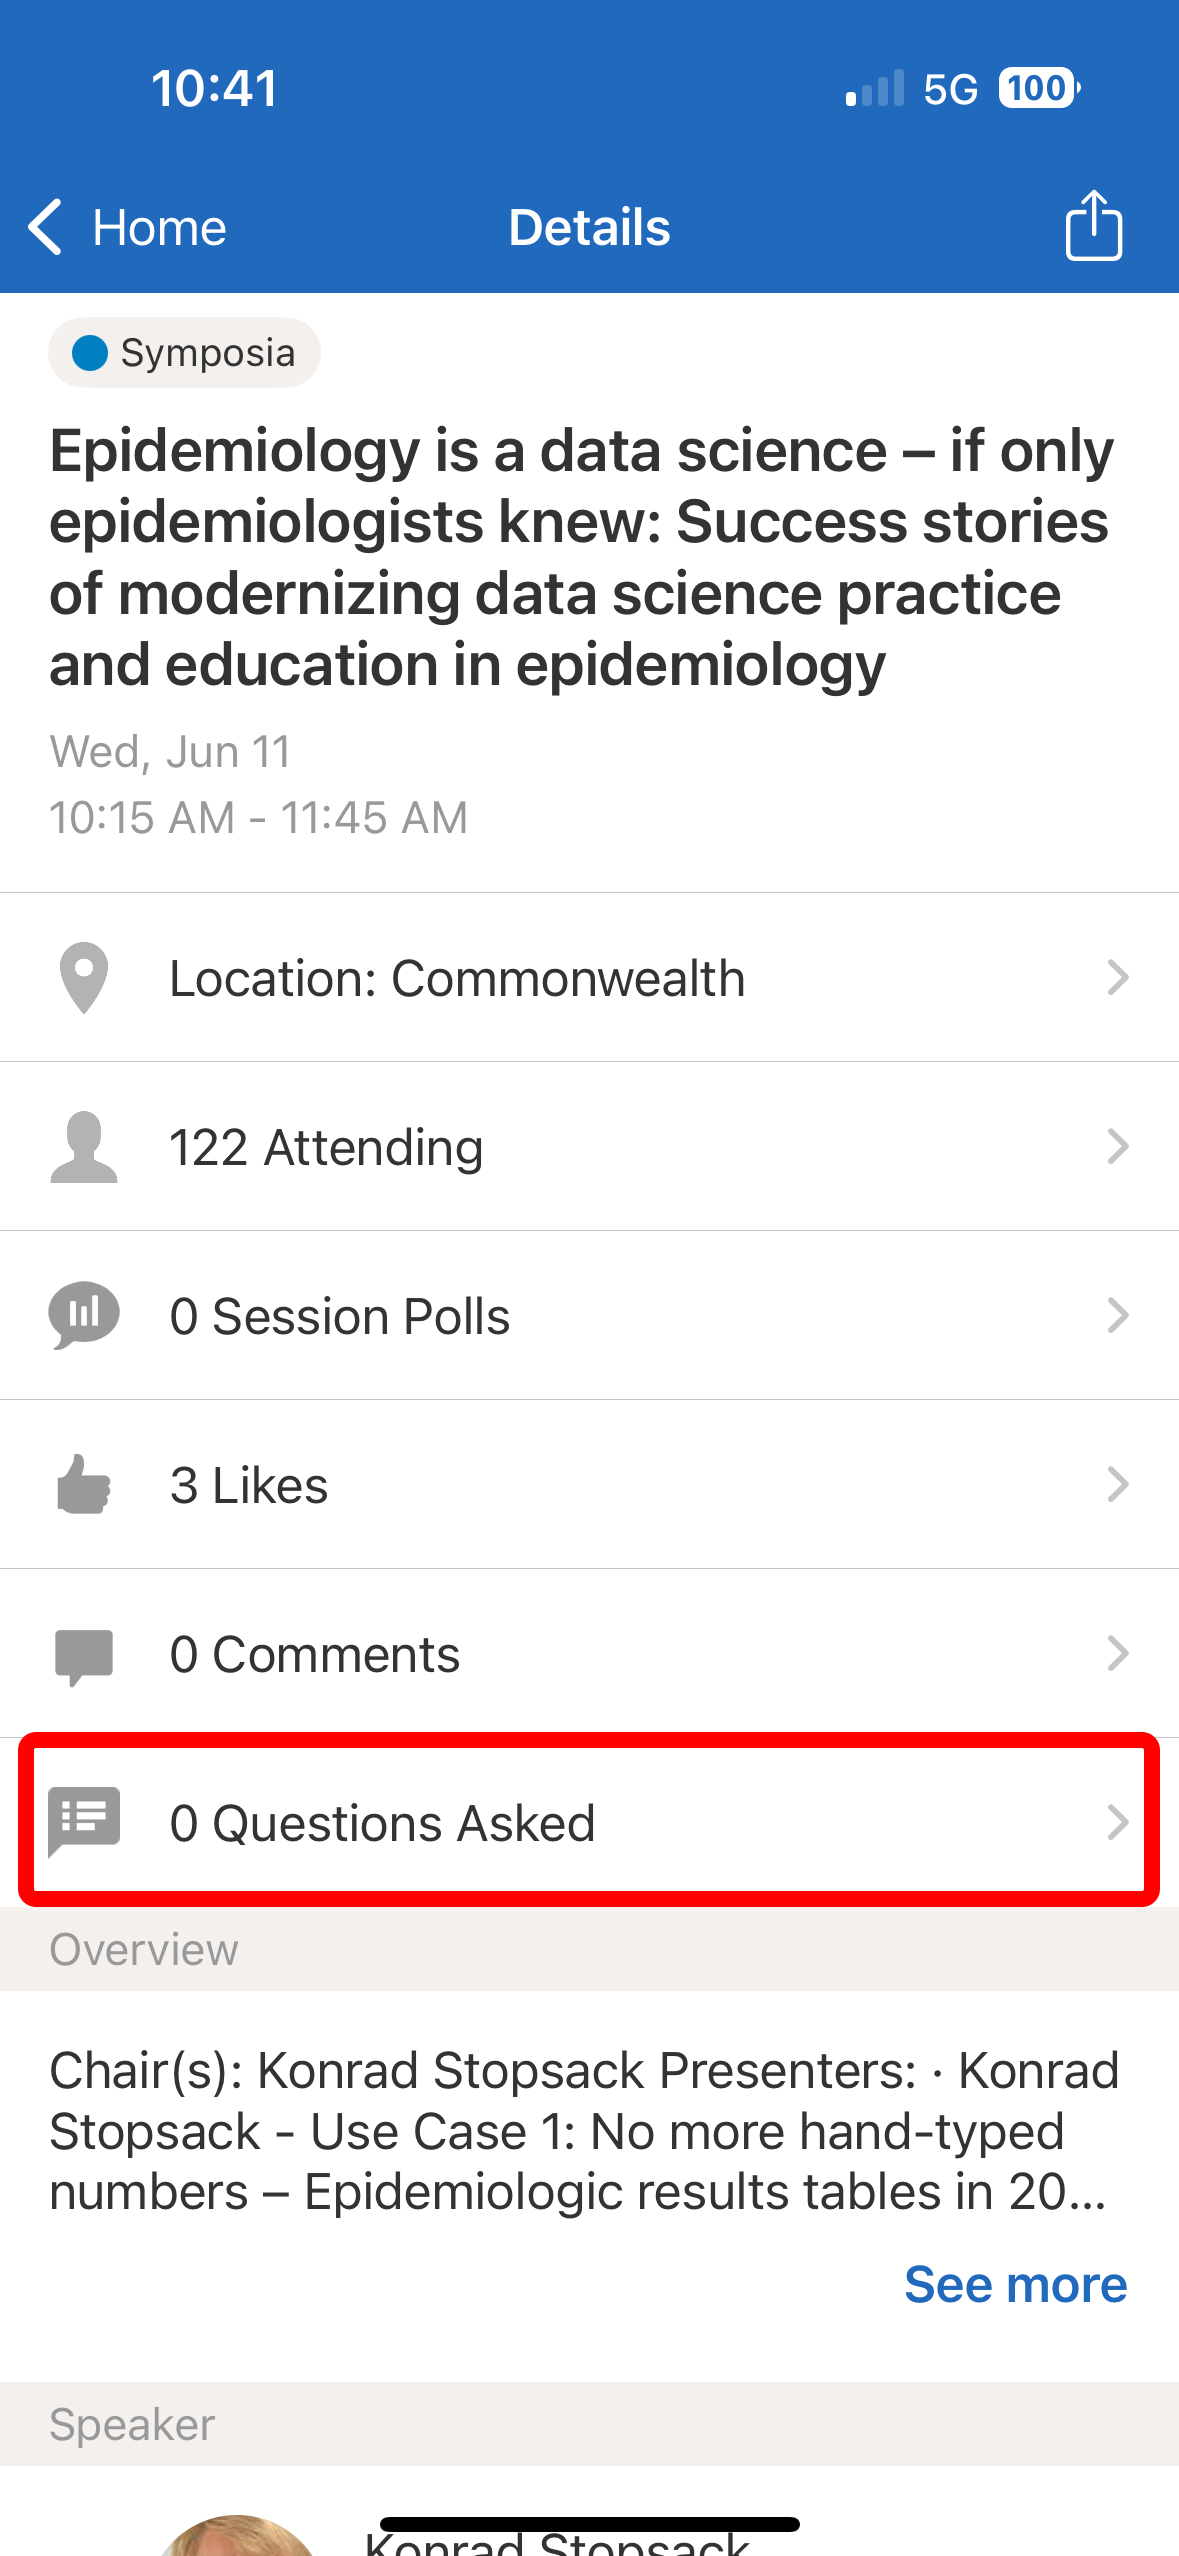 10:41
5G 100
Home
Details
Symposia
Epidemiology is a data science – if only
epidemiologists knew: Success stories
of modernizing data science practice
and education in epidemiology
Wed, Jun 11
10:15 AM - 11:45 AM
Location: Commonwealth
122 Attending
0 Session Polls
3 Likes
0 Comments
0 Questions Asked
Overview
Chair(s): Konrad Stopsack Presenters: · Konrad
Stopsack - Use Case 1: No more hand-typed
numbers – Epidemiologic results tables in 20...
See more
Speaker
Konrad Stopsack